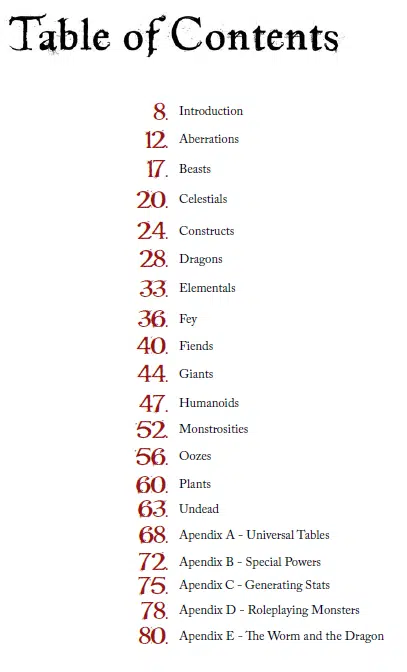 Table of Contents
8. Introduction
12. Aberrations
17. Beasts
20. Celestials
24. Constructs
28. Dragons
33. Elementals
36. Fey
40. Fiends
44. Giants
47. Humanoids
52. Monstrosities
56. Oozes
60. Plants
63. Undead
68. Apendix A - Universal Tables
72. Apendix B - Special Powers
75. Apendix C - Generating Stats
78. Apendix D - Roleplaying Monsters
80. Apendix E - The Worm and the Dragon